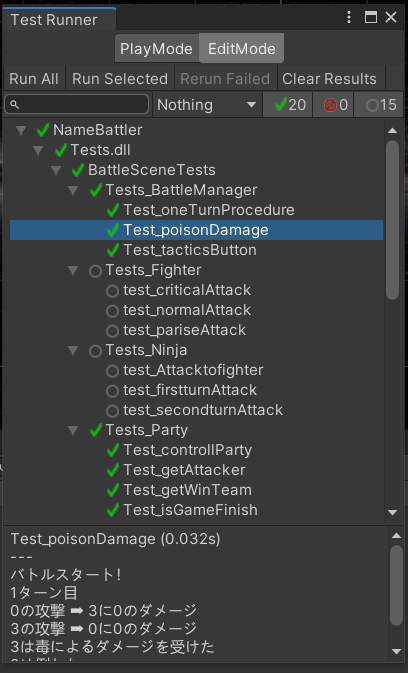 Test Runner
PlayMode EditMode
Run All Run Selected Rerun Failed Clear Results
Nothing 20 0 15
NameBattler
Tests.dll
BattleSceneTests
Tests_BattleManager
Test_oneTurnProcedure
Test_poisonDamage
Test_tacticsButton
Tests_Fighter
test_criticalAttack
test_normalAttack
test_pariseAttack
Tests_Ninja
test_Attacktofighter
test_firstturnAttack
test_secondturnAttack
Tests_Party
Test_controllParty
Test_getAttacker
Test_getWinTeam
Test_isGameFinish
Test_poisonDamage (0.032s)
---
バトルスタート!
1ターン目
0の攻撃 ➡ 3に0のダメージ
3の攻撃 ➡ 0に0のダメージ
3は毒によるダメージを受けた